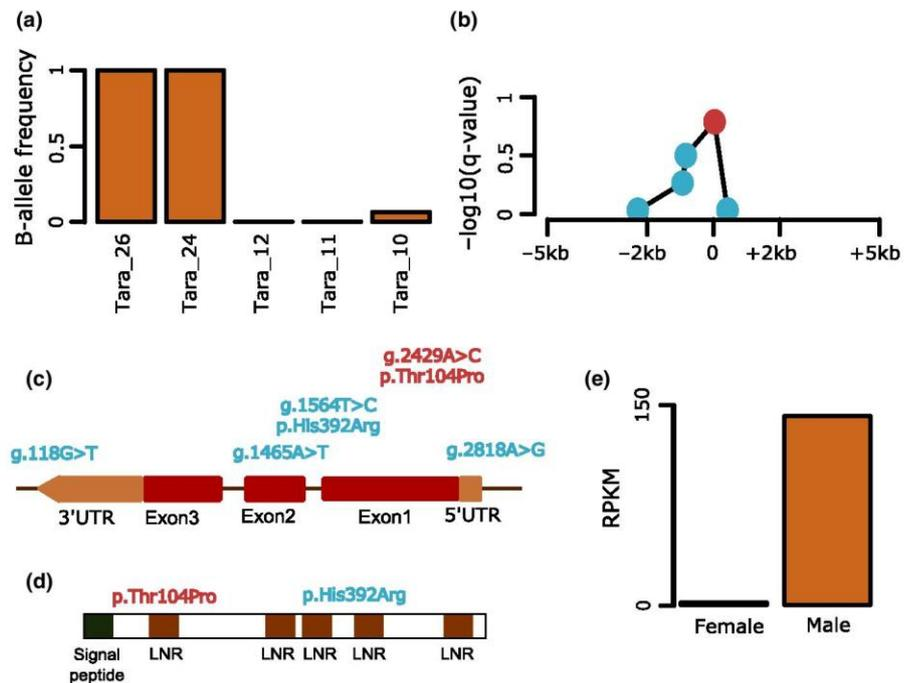 (a)
B-allele frequency
1
0.5
0
Tara_26
Tara_24
Tara_12
Tara_11
Tara_10
(b)
−log10(q-value)
1
0.5
0
−5kb
−2kb
0
+2kb
+5kb
(c)
g.2429A>C
p.Thr104Pro
g.1564T>C
p.His392Arg
g.118G>T
g.1465A>T
g.2818A>G
3'UTR
Exon3
Exon2
Exon1
5'UTR
(d)
p.Thr104Pro
p.His392Arg
Signal
peptide
LNR
LNR
LNR
LNR
LNR
(e)
RPKM
150
0
Female
Male